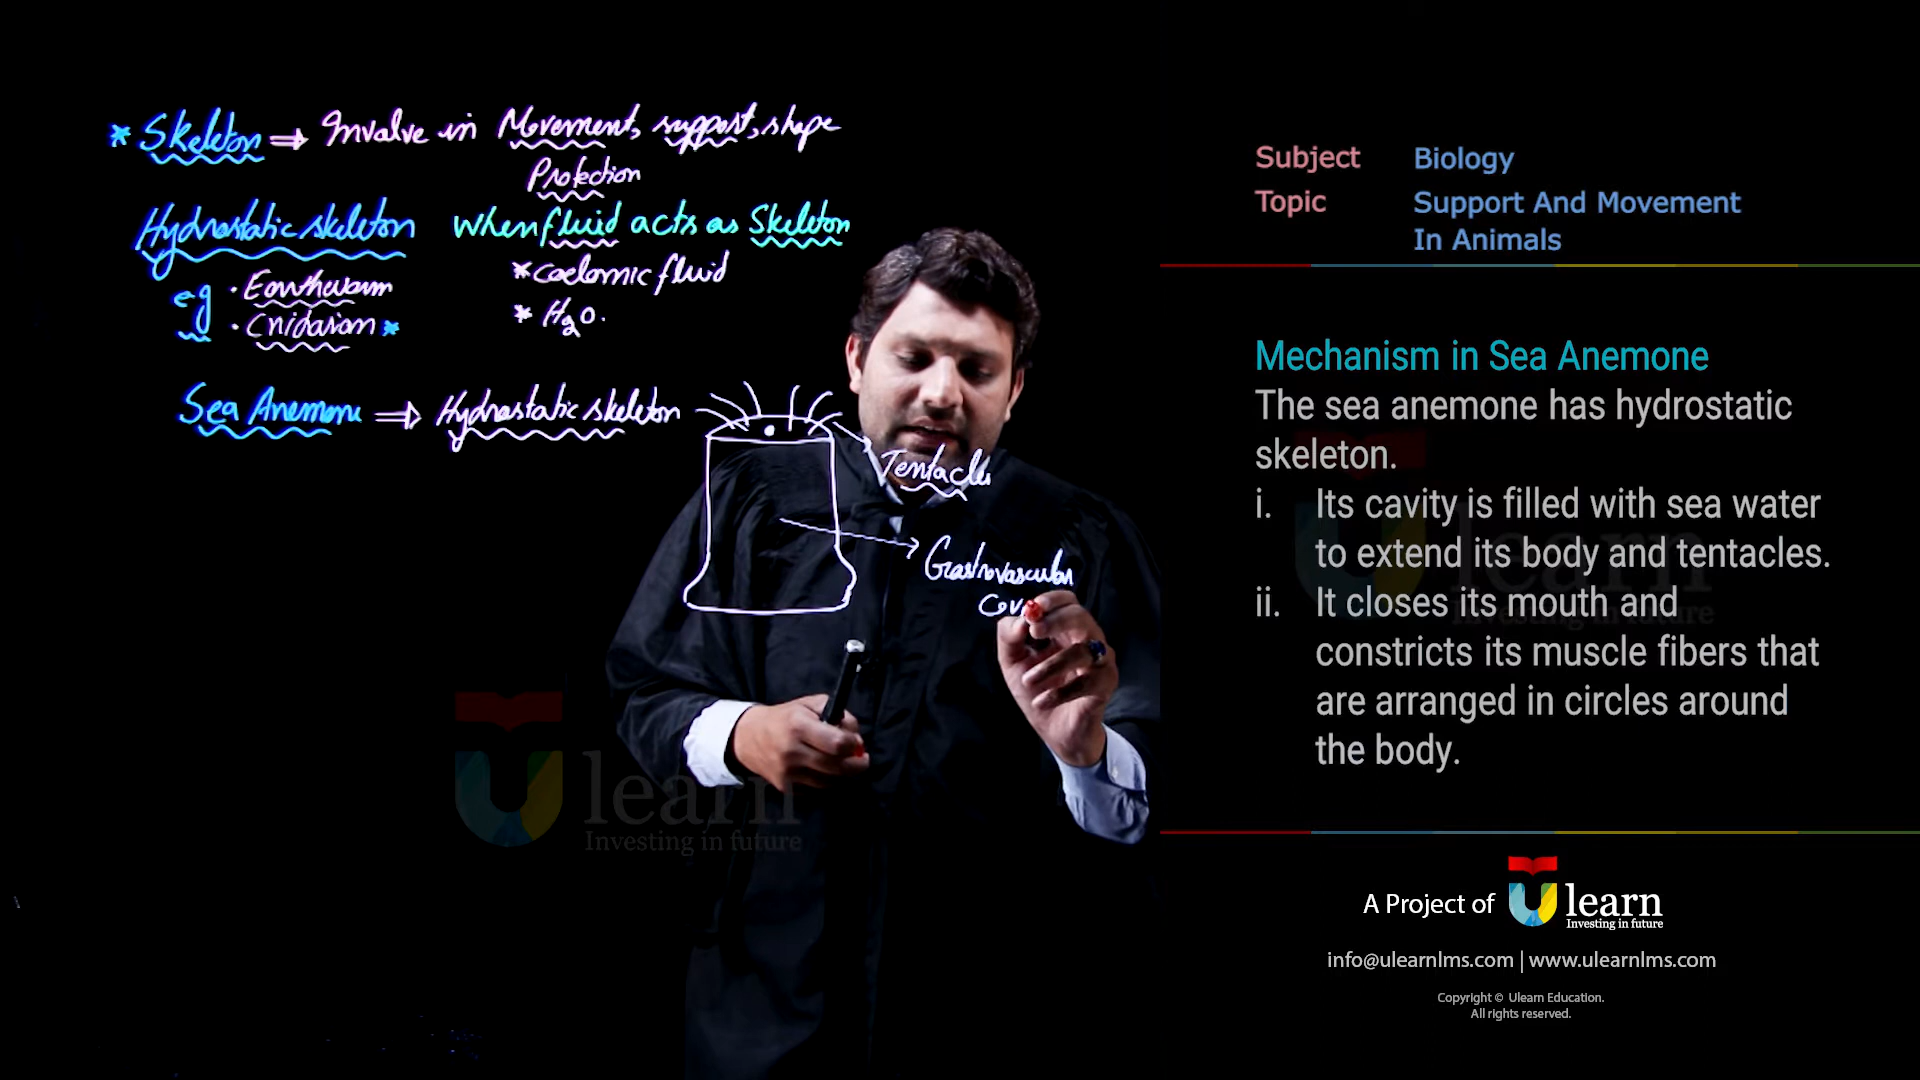 * Skeleton ⇒ Involve in Movement, support, shape
Protection
Hydrostatic skeleton When fluid acts as Skeleton
* Coelomic fluid
* H2O.
eg · Earthworm
· Cnidarian *
Sea Anemone ⇒ Hydrostatic skeleton
Tentacles
Gastrovascular
Cav
learn
Investing in future
Subject Biology
Topic Support And Movement
In Animals
Mechanism in Sea Anemone
The sea anemone has hydrostatic
skeleton.
i. Its cavity is filled with sea water
to extend its body and tentacles.
ii. It closes its mouth and
constricts its muscle fibers that
are arranged in circles around
the body.
learn
Investing in future
A Project of Ulearn
Investing in future
info@ulearnlms.com | www.ulearnlms.com
Copyright © Ulearn Education.
All rights reserved.